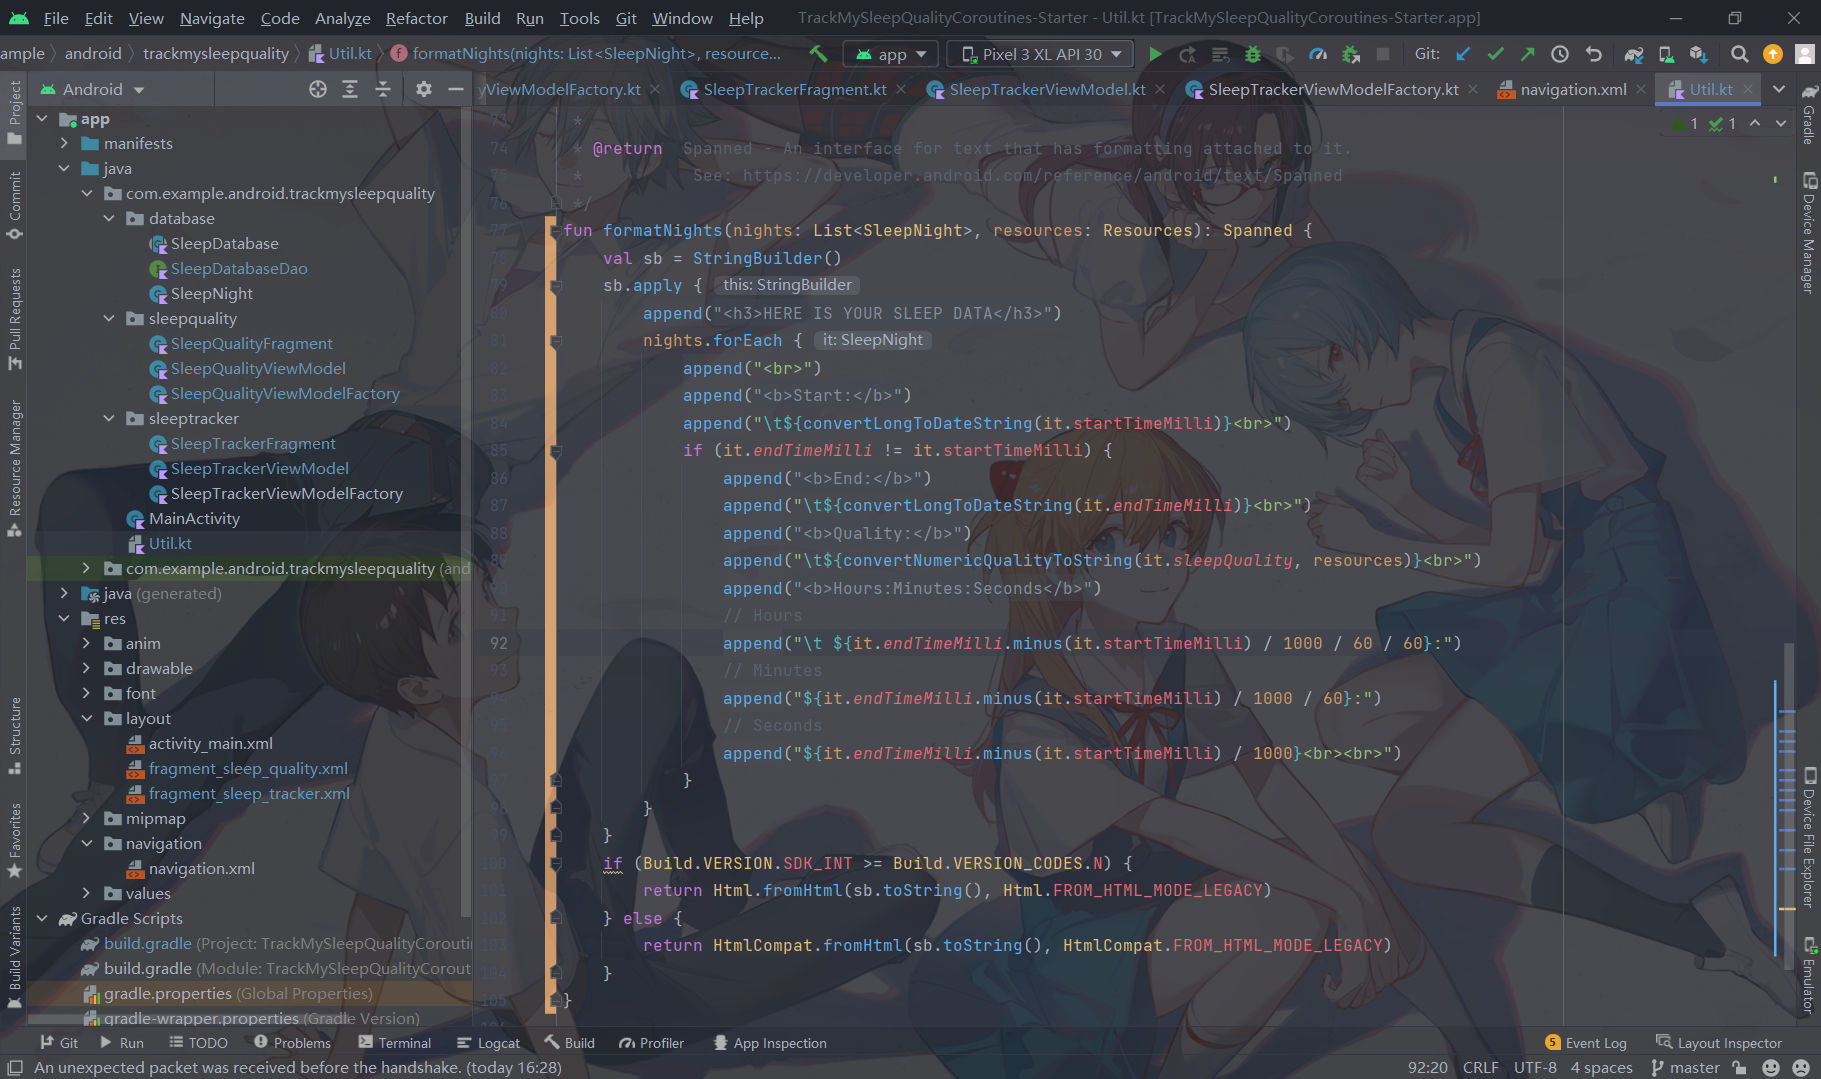 File Edit View Navigate Code Analyze Refactor Build Run Tools Git Window Help TrackMySleepQualityCoroutines-Starter - Util.kt [TrackMySleepQualityCoroutines-Starter.app]
ample android trackmysleepquality Util.kt formatNights(nights: List<SleepNight>, resource... app Pixel 3 XL API 30 Git:
Android
yViewModelFactory.kt SleepTrackerFragment.kt SleepTrackerViewModel.kt SleepTrackerViewModelFactory.kt navigation.xml Util.kt
1 1
Project
Commit
Pull Requests
Resource Manager
Structure
Favorites
Build Variants
app
manifests
java
com.example.android.trackmysleepquality
database
SleepDatabase
SleepDatabaseDao
SleepNight
sleepquality
SleepQualityFragment
SleepQualityViewModel
SleepQualityViewModelFactory
sleeptracker
SleepTrackerFragment
SleepTrackerViewModel
SleepTrackerViewModelFactory
MainActivity
Util.kt
com.example.android.trackmysleepquality (and
java (generated)
res
anim
drawable
font
layout
activity_main.xml
fragment_sleep_quality.xml
fragment_sleep_tracker.xml
mipmap
navigation
navigation.xml
values
Gradle Scripts
build.gradle (Project: TrackMySleepQualityCorouti
build.gradle (Module: TrackMySleepQualityCorout
gradle.properties (Global Properties)
gradle-wrapper.properties (Gradle Version)
73 *
74 * @return Spanned - An interface for text that has formatting attached to it.
75 * See: https://developer.android.com/reference/android/text/Spanned
76 */
77 fun formatNights(nights: List<SleepNight>, resources: Resources): Spanned {
78 val sb = StringBuilder()
79 sb.apply { this: StringBuilder
80 append("<h3>HERE IS YOUR SLEEP DATA</h3>")
81 nights.forEach { it: SleepNight
82 append("<br>")
83 append("<b>Start:</b>")
84 append("\t${convertLongToDateString(it.startTimeMilli)}<br>")
85 if (it.endTimeMilli != it.startTimeMilli) {
86 append("<b>End:</b>")
87 append("\t${convertLongToDateString(it.endTimeMilli)}<br>")
88 append("<b>Quality:</b>")
89 append("\t${convertNumericQualityToString(it.sleepQuality, resources)}<br>")
90 append("<b>Hours:Minutes:Seconds</b>")
91 // Hours
92 append("\t ${it.endTimeMilli.minus(it.startTimeMilli) / 1000 / 60 / 60}:")
93 // Minutes
94 append("${it.endTimeMilli.minus(it.startTimeMilli) / 1000 / 60}:")
95 // Seconds
96 append("${it.endTimeMilli.minus(it.startTimeMilli) / 1000}<br><br>")
97 }
98 }
99 }
100 if (Build.VERSION.SDK_INT >= Build.VERSION_CODES.N) {
101 return Html.fromHtml(sb.toString(), Html.FROM_HTML_MODE_LEGACY)
102 } else {
103 return HtmlCompat.fromHtml(sb.toString(), HtmlCompat.FROM_HTML_MODE_LEGACY)
104 }
105 }
106
Gradle
Device Manager
Device File Explorer
Emulator
Git Run TODO Problems Terminal Logcat Build Profiler App Inspection 5 Event Log Layout Inspector
An unexpected packet was received before the handshake. (today 16:28) 92:20 CRLF UTF-8 4 spaces master